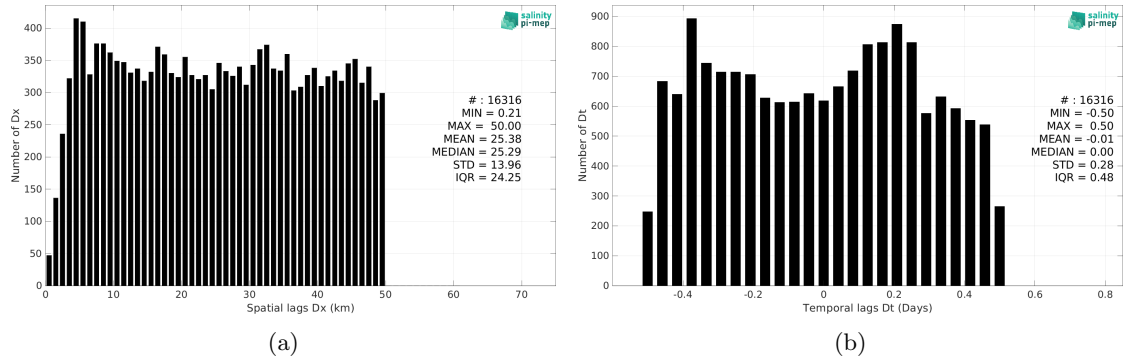 salinity
pi-mep
400
350
300
250
200
150
100
50
0
Number of Dx
# : 16316
MIN = 0.21
MAX = 50.00
MEAN = 25.38
MEDIAN = 25.29
STD = 13.96
IQR = 24.25
0 10 20 30 40 50 60 70
Spatial lags Dx (km)
(a)
salinity
pi-mep
900
800
700
600
500
400
300
200
100
0
Number of Dt
# : 16316
MIN = -0.50
MAX = 0.50
MEAN = -0.01
MEDIAN = 0.00
STD = 0.28
IQR = 0.48
-0.4 -0.2 0 0.2 0.4 0.6 0.8
Temporal lags Dt (Days)
(b)